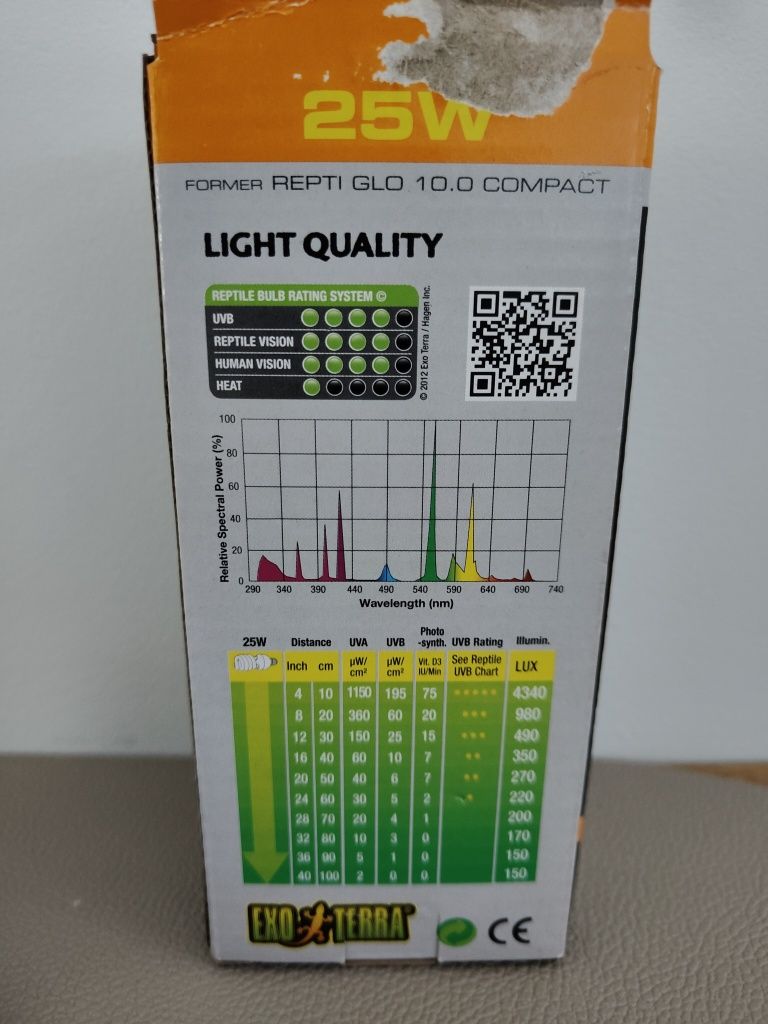 25W
FORMER REPTI GLO 10.0 COMPACT
LIGHT QUALITY
REPTILE BULB RATING SYSTEM ©
UVB
REPTILE VISION
HUMAN VISION
HEAT
© 2012 Exo Terra / Hagen Inc.
Relative Spectral Power (%)
100
80
60
40
20
0
290 340 390 440 490 540 590 640 690 740
Wavelength (nm)
25W Distance UVA UVB Photo -synth. UVB Rating Illumin.
Inch cm µW/ cm² µW/ cm² Vit. D3 IU/Min See Reptile UVB Chart LUX
4 10 1150 195 75 4340
8 20 360 60 20 980
12 30 150 25 15 490
16 40 60 10 7 350
20 50 40 6 7 270
24 60 30 5 2 220
28 70 20 4 1 200
32 80 10 3 0 170
36 90 5 1 0 150
40 100 2 0 0 150
EXO TERRA CE